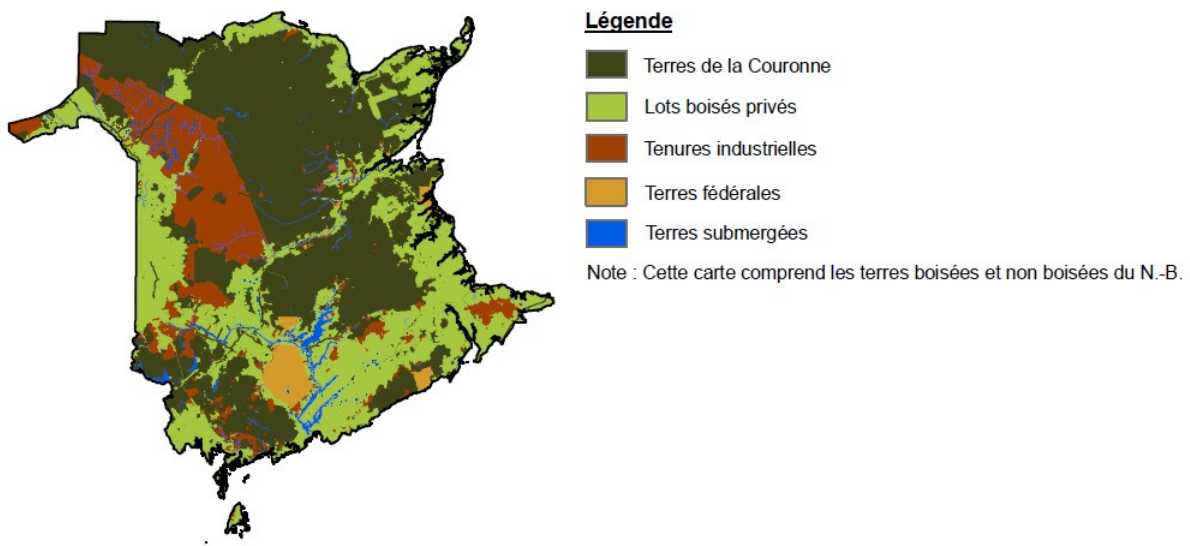 Légende
Terres de la Couronne
Lots boisés privés
Tenures industrielles
Terres fédérales
Terres submergées
Note : Cette carte comprend les terres boisées et non boisées du N.-B.